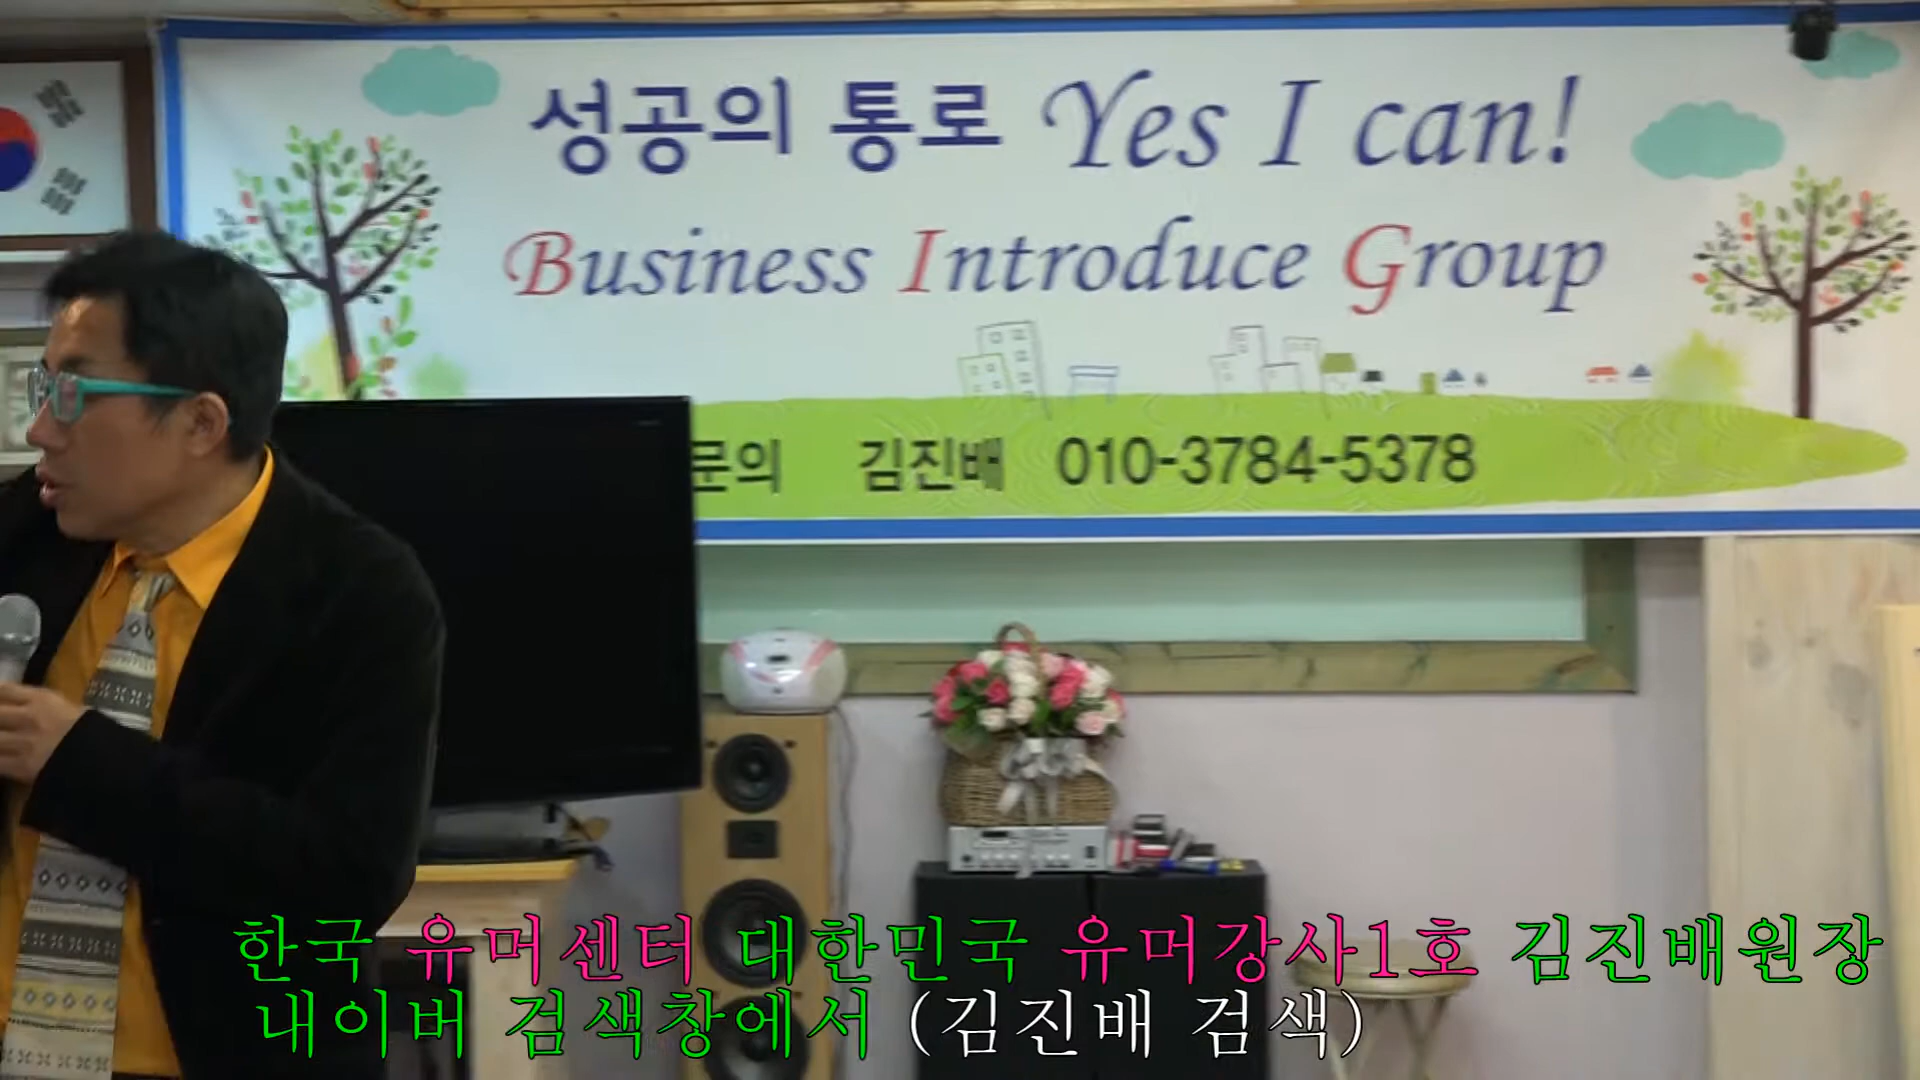 성공의 통로 Yes I can!
Business Introduce Group
문의 김진배 010-3784-5378
한국 유머센터 대한민국 유머강사1호 김진배원장
내이버 검색창에서 (김진배 검색)